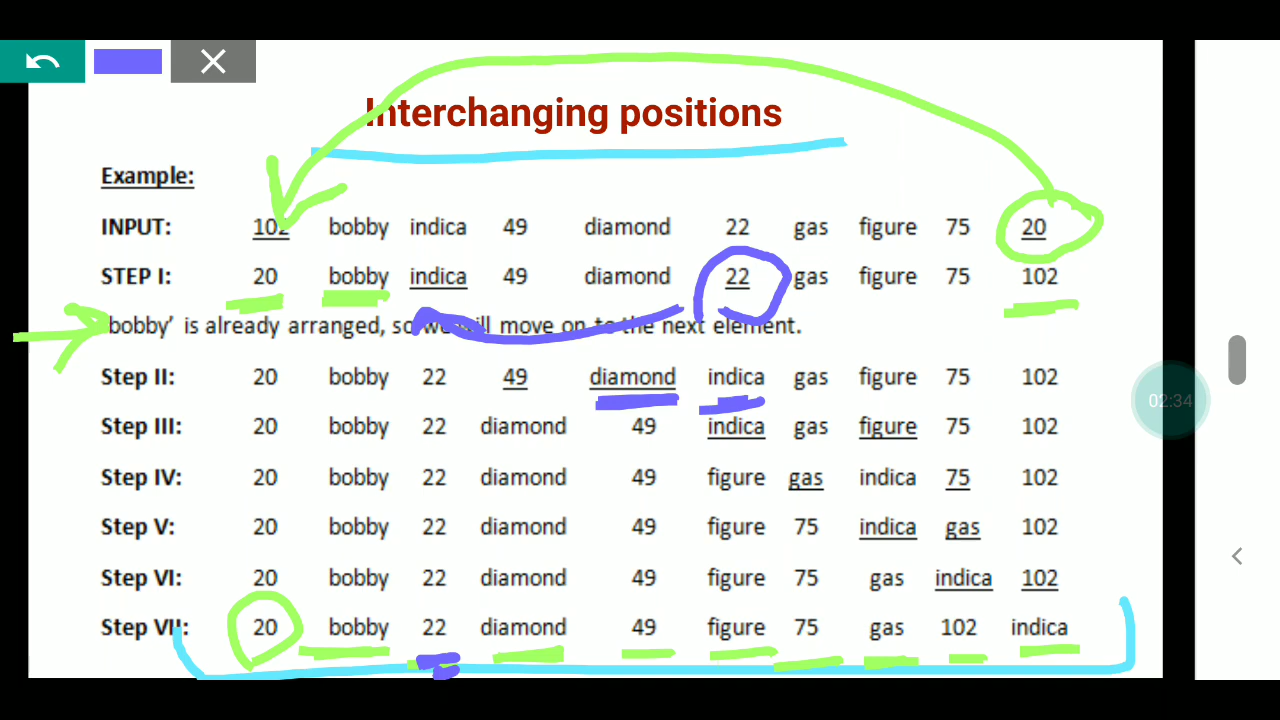 Interchanging positions
Example:
INPUT: 102 bobby indica 49 diamond 22 gas figure 75 20
STEP I: 20 bobby indica 49 diamond 22 gas figure 75 102
bobby’ is already arranged, so we will move on to the next element.
Step II: 20 bobby 22 49 diamond indica gas figure 75 102
02:34
Step III: 20 bobby 22 diamond 49 indica gas figure 75 102
Step IV: 20 bobby 22 diamond 49 figure gas indica 75 102
Step V: 20 bobby 22 diamond 49 figure 75 indica gas 102
Step VI: 20 bobby 22 diamond 49 figure 75 gas indica 102
Step VII: 20 bobby 22 diamond 49 figure 75 gas 102 indica